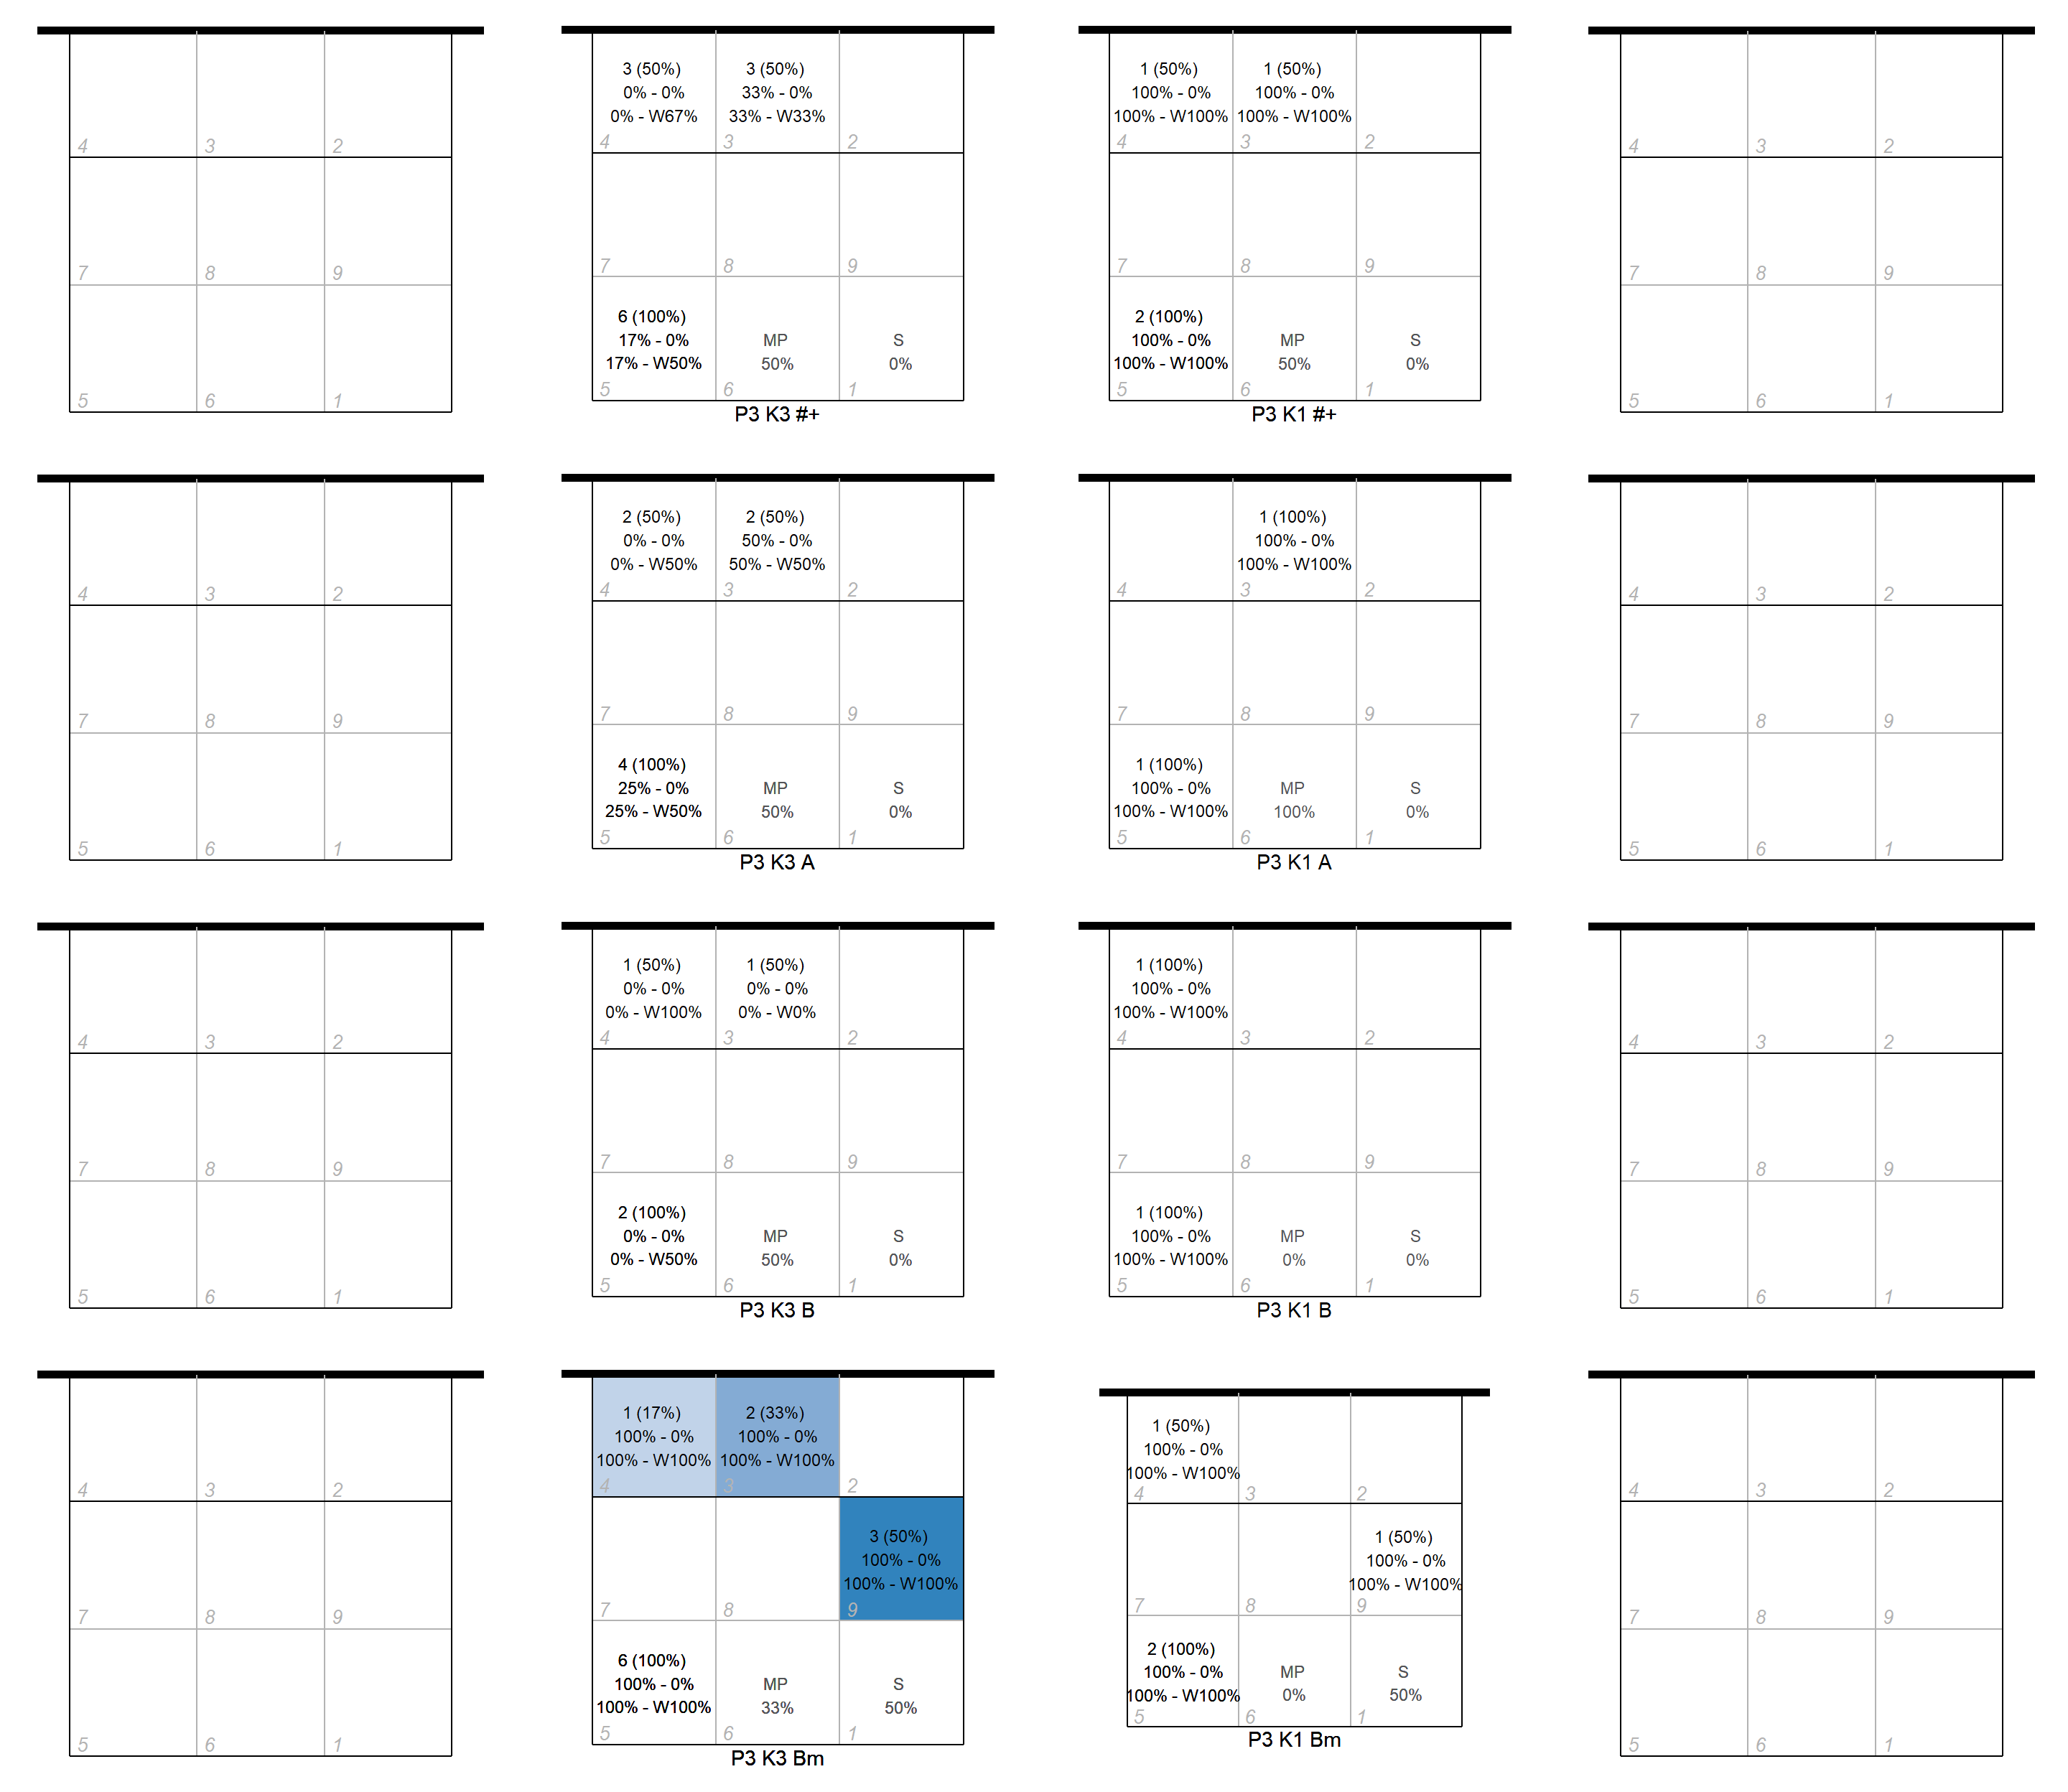 4 3 2
7 8 9
5 6 1
3 (50%) 3 (50%)
0% - 0% 33% - 0%
0% - W67% 33% - W33%
4 3 2
7 8 9
6 (100%)
17% - 0% MP S
17% - W50% 50% 0%
5 6 1
P3 K3 #+
1 (50%) 1 (50%)
100% - 0% 100% - 0%
100% - W100% 100% - W100%
4 3 2
7 8 9
2 (100%)
100% - 0% MP S
100% - W100% 50% 0%
5 6 1
P3 K1 #+
4 3 2
7 8 9
5 6 1
4 3 2
7 8 9
5 6 1
2 (50%) 2 (50%)
0% - 0% 50% - 0%
0% - W50% 50% - W50%
4 3 2
7 8 9
4 (100%)
25% - 0% MP S
25% - W50% 50% 0%
5 6 1
P3 K3 A
1 (100%)
100% - 0%
100% - W100%
4 3 2
7 8 9
1 (100%)
100% - 0% MP S
100% - W100% 100% 0%
5 6 1
P3 K1 A
4 3 2
7 8 9
5 6 1
4 3 2
7 8 9
5 6 1
1 (50%) 1 (50%)
0% - 0% 0% - 0%
0% - W100% 0% - W0%
4 3 2
7 8 9
2 (100%)
0% - 0% MP S
0% - W50% 50% 0%
5 6 1
P3 K3 B
1 (100%)
100% - 0%
100% - W100%
4 3 2
7 8 9
1 (100%)
100% - 0% MP S
100% - W100% 0% 0%
5 6 1
P3 K1 B
4 3 2
7 8 9
5 6 1
4 3 2
7 8 9
5 6 1
1 (17%) 2 (33%)
100% - 0% 100% - 0%
100% - W100% 100% - W100%
4 3 2
3 (50%)
100% - 0%
100% - W100%
7 8 9
6 (100%)
100% - 0% MP S
100% - W100% 33% 50%
5 6 1
P3 K3 Bm
1 (50%)
100% - 0%
100% - W100%
4 3 2
1 (50%)
100% - 0%
100% - W100%
7 8 9
2 (100%)
100% - 0% MP S
100% - W100% 0% 50%
5 6 1
P3 K1 Bm
4 3 2
7 8 9
5 6 1